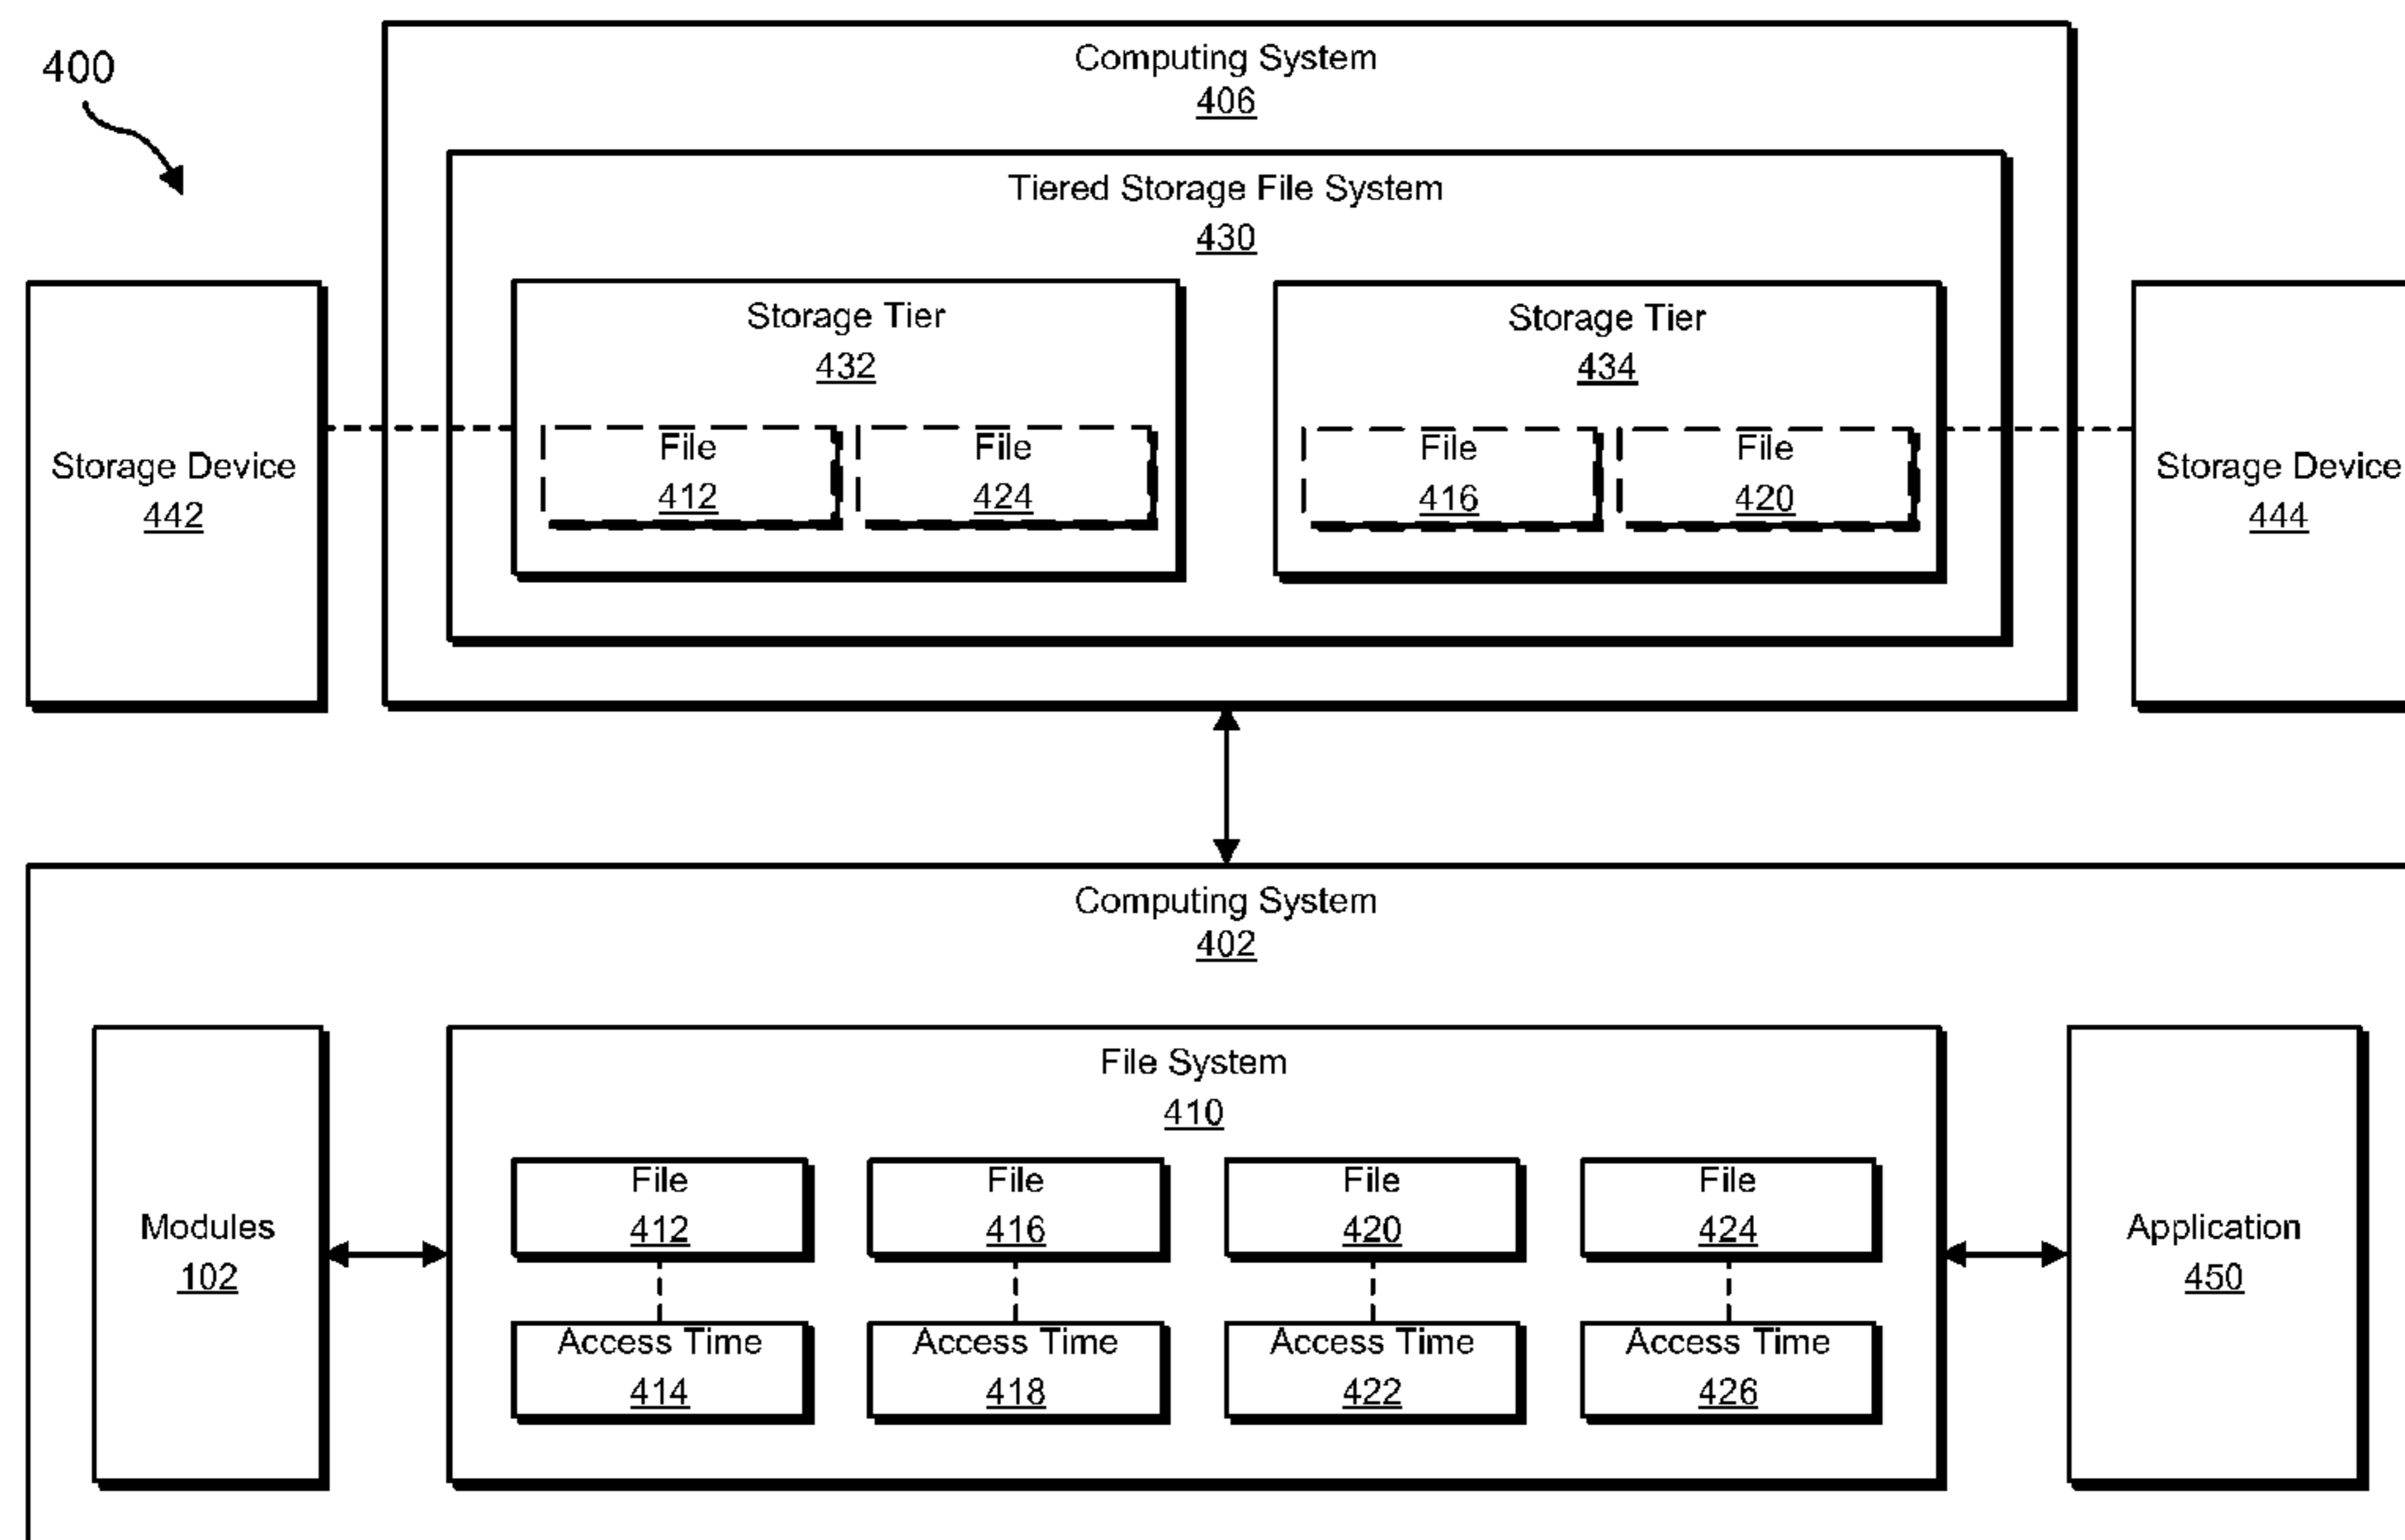 400
Computing System
406
Tiered Storage File System
430
Storage Tier
432
File
412
File
424
Storage Tier
434
File
416
File
420
Storage Device
442
Storage Device
444
Computing System
402
Modules
102
File System
410
File
412
File
416
File
420
File
424
Access Time
414
Access Time
418
Access Time
422
Access Time
426
Application
450